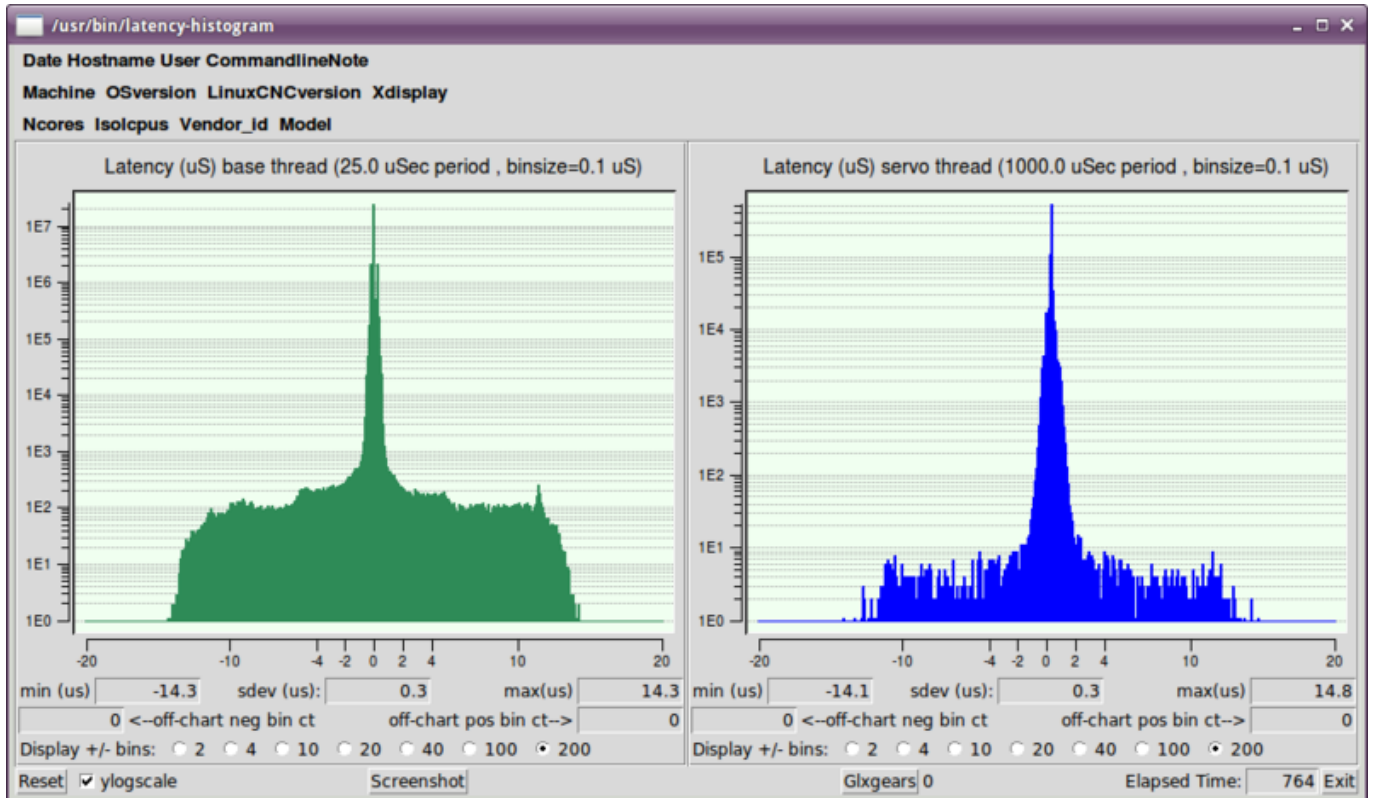 /usr/bin/latency-histogram
Date Hostname User CommandlineNote
Machine OSversion LinuxCNCversion Xdisplay
Ncores Isolcpus Vendor_id Model
Latency (uS) base thread (25.0 uSec period , binsize=0.1 uS)
1E7
1E6
1E5
1E4
1E3
1E2
1E1
1E0
-20 -10 -4 -2 0 2 4 10 20
min (us) -14.3 sdev (us): 0.3 max(us) 14.3
0 <--off-chart neg bin ct off-chart pos bin ct--> 0
Display +/- bins: 2 4 10 20 40 100 200
Latency (uS) servo thread (1000.0 uSec period , binsize=0.1 uS)
1E5
1E4
1E3
1E2
1E1
1E0
-20 -10 -4 -2 0 2 4 10 20
min (us) -14.1 sdev (us): 0.3 max(us) 14.8
0 <--off-chart neg bin ct off-chart pos bin ct--> 0
Display +/- bins: 2 4 10 20 40 100 200
Reset ylogscale Screenshot Glxgears 0 Elapsed Time: 764 Exit